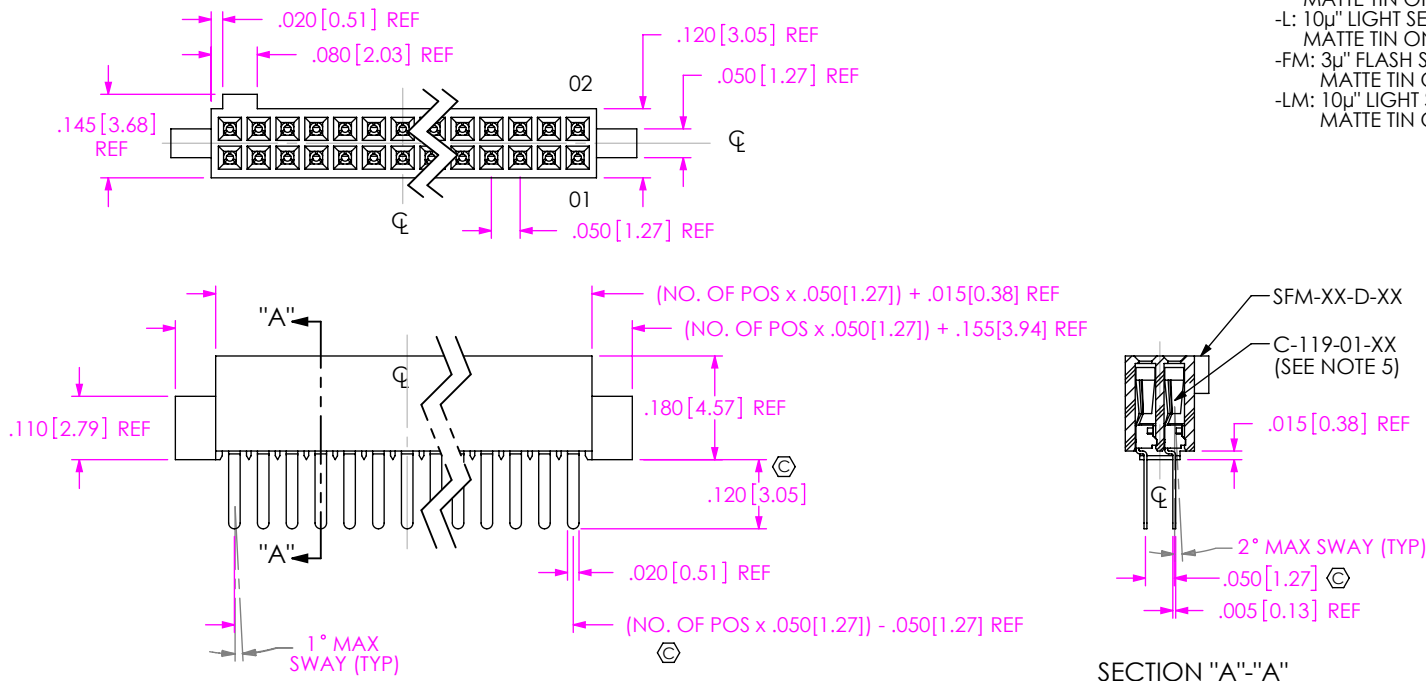 MATTE TIN
-L: 10µ" LIGHT
MATTE TIN
-FM: 3µ" FLASH
MATTE TIN
-LM: 10µ" LIGHT
MATTE TIN
.020[0.51] REF
.080[2.03] REF
.120[3.05] REF
.050[1.27] REF
02
.145[3.68]
REF
℄
01
℄
.050[1.27] REF
(NO. OF POS x .050[1.27]) + .015[0.38] REF
"A"
(NO. OF POS x .050[1.27]) + .155[3.94] REF
℄
.180[4.57] REF
.110[2.79] REF
C
.120[3.05]
"A"
.020[0.51] REF
(NO. OF POS x .050[1.27]) - .050[1.27] REF
C
1° MAX
SWAY (TYP)
SFM-XX-D-XX
C-119-01-XX
(SEE NOTE 5)
.015[0.38] REF
℄
2° MAX SWAY (TYP)
.050[1.27] C
.005[0.13] REF
SECTION "A"-"A"